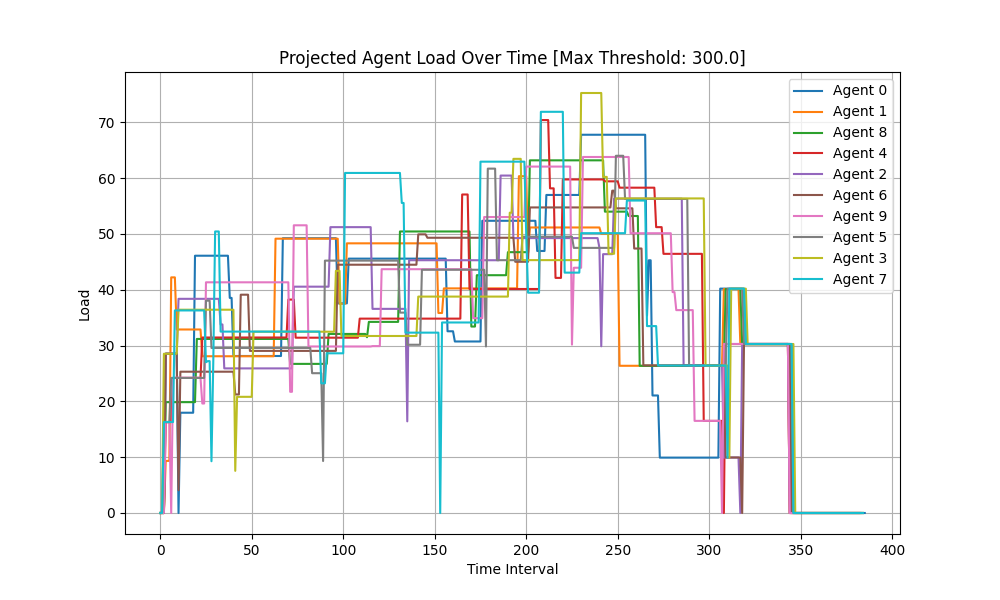 Projected Agent Load Over Time [Max Threshold: 300.0]
Load
70
60
50
40
30
20
10
0
Agent 0
Agent 1
Agent 8
Agent 4
Agent 2
Agent 6
Agent 9
Agent 5
Agent 3
Agent 7
0 50 100 150 200 250 300 350 400
Time Interval